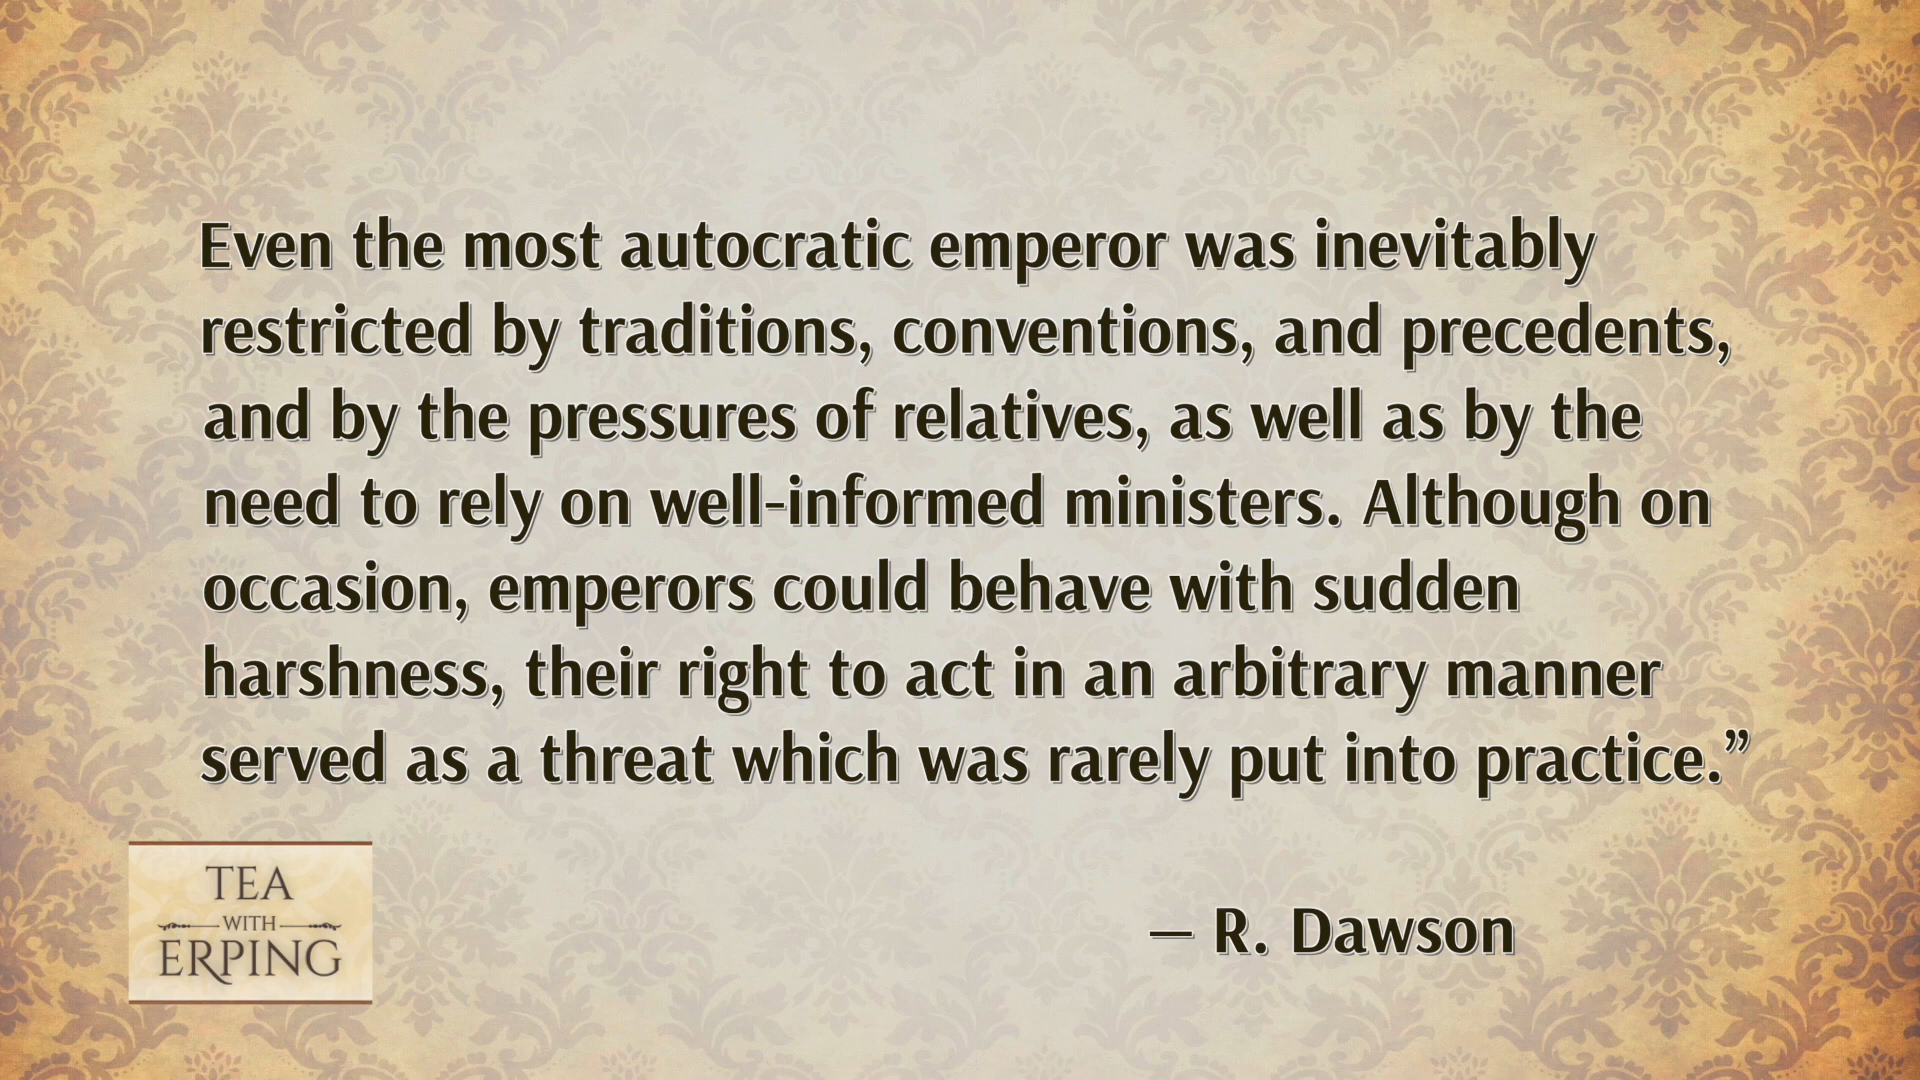 Even the most autocratic emperor was inevitably
restricted by traditions, conventions, and precedents,
and by the pressures of relatives, as well as by the
need to rely on well-informed ministers. Although on
occasion, emperors could behave with sudden
harshness, their right to act in an arbitrary manner
served as a threat which was rarely put into practice.”
— R. Dawson
TEA
WITH
ERPING